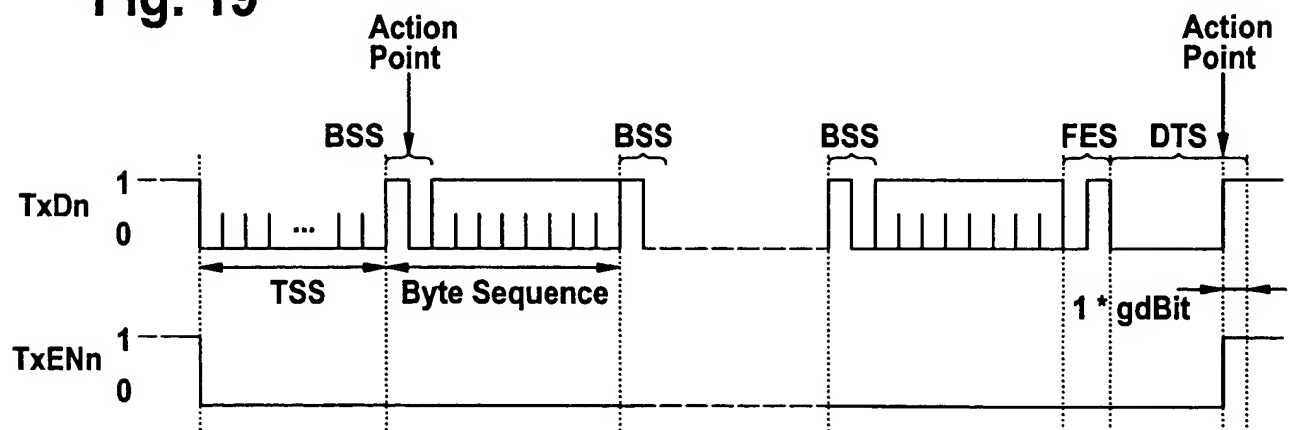 Fig. 19
Action
Point
Action
Point
BSS
BSS
BSS
FES
DTS
TxDn
1
0
...
TSS
Byte Sequence
1 * gdBit
TxENn
1
0